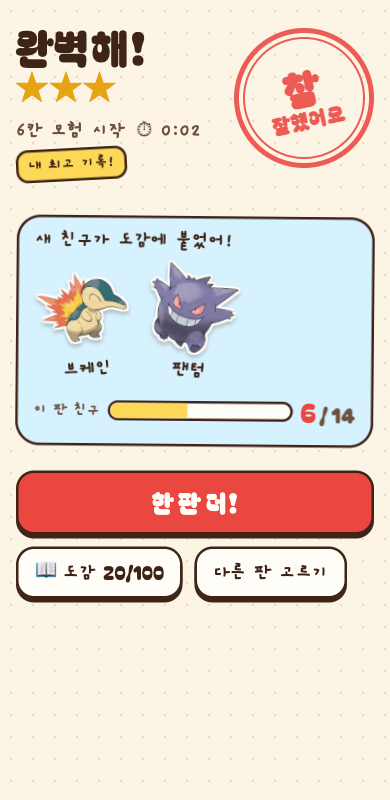 완벽해!
6칸 모험 시작 ⏱ 0:02
내 최고 기록!
참
잘했어요
새 친구가 도감에 붙었어!
브케인
팬텀
이 판 친구 6/14
한 판 더!
📖 도감 20/100
다른 판 고르기